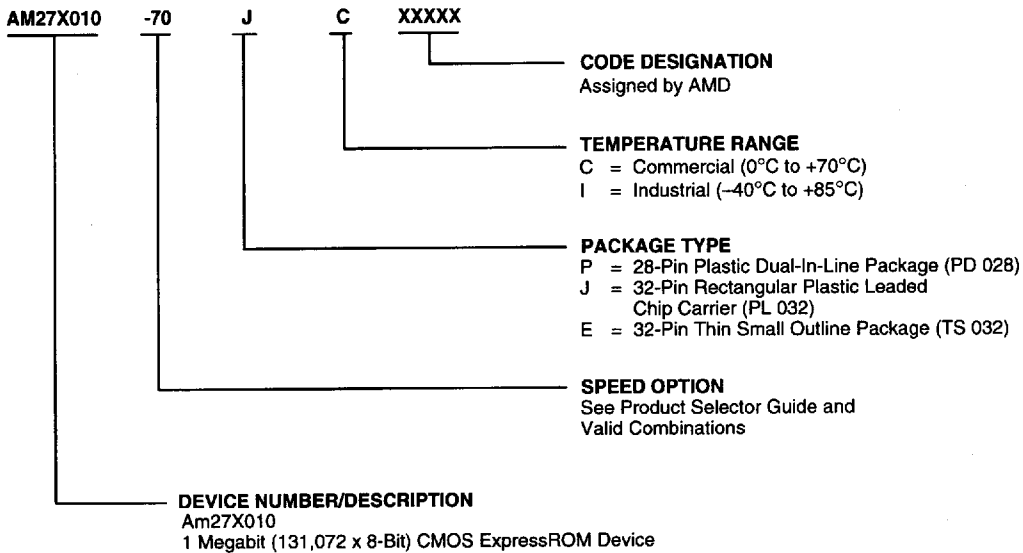 AM27X010 -70 J C XXXXX
CODE DESIGNATION
Assigned by AMD
TEMPERATURE RANGE
C = Commercial (0°C to +70°C)
I = Industrial (–40°C to +85°C)
PACKAGE TYPE
P = 28-Pin Plastic Dual-In-Line Package (PD 028)
J = 32-Pin Rectangular Plastic Leaded
Chip Carrier (PL 032)
E = 32-Pin Thin Small Outline Package (TS 032)
SPEED OPTION
See Product Selector Guide and
Valid Combinations
DEVICE NUMBER/DESCRIPTION
Am27X010
1 Megabit (131,072 x 8-Bit) CMOS ExpressROM Device